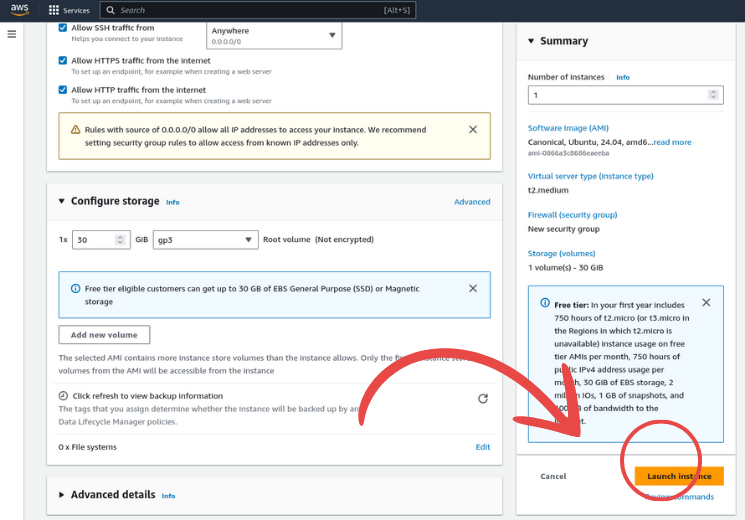 aws
Services
Search
[Alt+S]
Allow SSH traffic from
Helps you connect to your instance
Anywhere
0.0.0.0/0
Allow HTTPS traffic from the internet
To set up an endpoint, for example when creating a web server
Allow HTTP traffic from the internet
To set up an endpoint, for example when creating a web server
Rules with source of 0.0.0.0/0 allow all IP addresses to access your instance. We recommend
setting security group rules to allow access from known IP addresses only.
Configure storage Info
Advanced
1x 30 GiB gp3 Root volume (Not encrypted)
Free tier eligible customers can get up to 30 GB of EBS General Purpose (SSD) or Magnetic
storage
Add new volume
The selected AMI contains more instance store volumes than the instance allows. Only the
volumes from the AMI will be accessible from the instance
Click refresh to view backup information
The tags that you assign determine whether the instance will be backed up by
Data Lifecycle Manager policies.
0 x File systems
Edit
Advanced details Info
Summary
Number of instances Info
1
Software Image (AMI)
Canonical, Ubuntu, 24.04, amd6...read more
ami-0866a3c8686eaeeba
Virtual server type (instance type)
t2.medium
Firewall (security group)
New security group
Storage (volumes)
1 volume(s) - 30 GiB
Free tier: In your first year includes
750 hours of t2.micro (or t3.micro in
the Regions in which t2.micro is
unavailable) instance usage on free
tier AMIs per month, 750 hours of
public IPv4 address usage per
month, 30 GiB of EBS storage, 2
million IOs, 1 GB of snapshots, and
of bandwidth to the
Cancel
Launch instance
Review commands